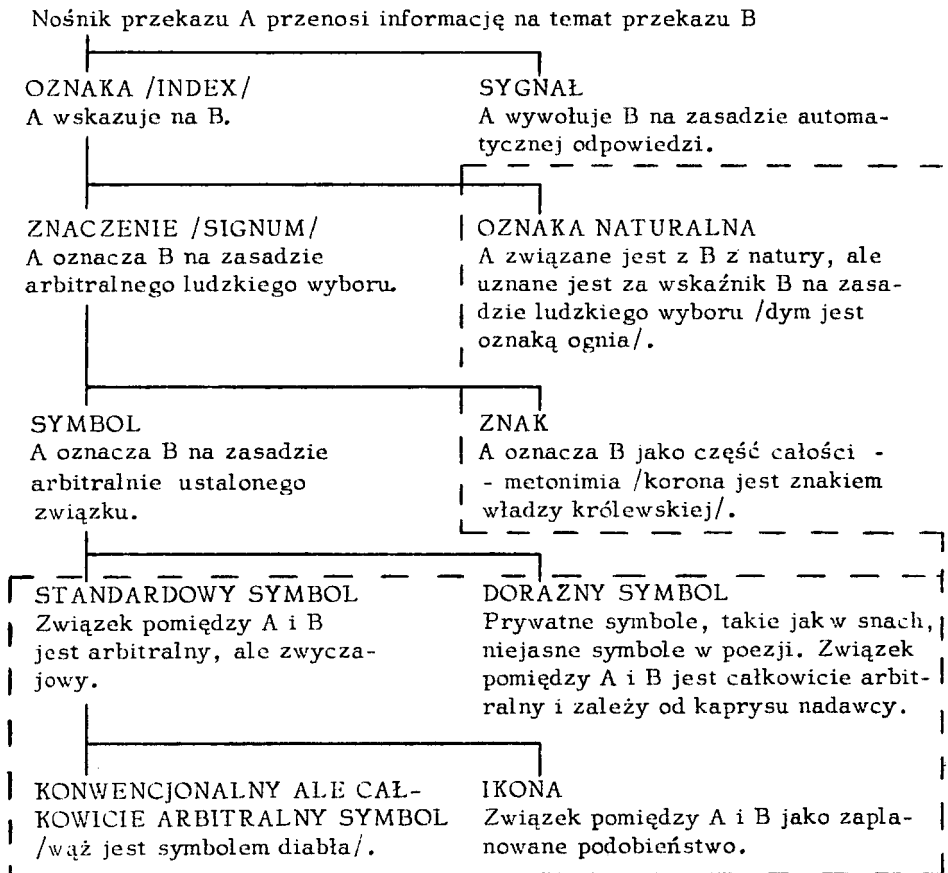 Nośnik przekazu A przenosi informację na temat przekazu B
OZNAKA /INDEX/
A wskazuje na B.
SYGNAŁ
A wywołuje B na zasadzie automa-
tycznej odpowiedzi.
ZNACZENIE /SIGNUM/
A oznacza B na zasadzie
arbitralnego ludzkiego wyboru.
OZNAKA NATURALNA
A związane jest z B z natury, ale
uznane jest za wskaźnik B na zasa-
dzie ludzkiego wyboru /dym jest
oznaką ognia/.
SYMBOL
A oznacza B na zasadzie
arbitralnie ustalonego
związku.
ZNAK
A oznacza B jako część całości -
- metonimia /korona jest znakiem
władzy królewskiej/.
STANDARDOWY SYMBOL
Związek pomiędzy A i B
jest arbitralny, ale zwycza-
jowy.
DORAŹNY SYMBOL
Prywatne symbole, takie jak w snach,
niejasne symbole w poezji. Związek
pomiędzy A i B jest całkowicie arbit-
ralny i zależy od kaprysu nadawcy.
KONWENCJONALNY ALE CAŁ-
KOWICIE ARBITRALNY SYMBOL
/wąż jest symbolem diabła/.
IKONA
Związek pomiędzy A i B jako zapla-
nowane podobieństwo.